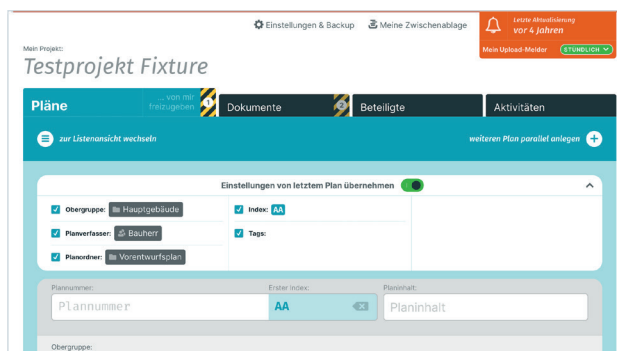 Einstellungen & Backup
Meine Zwischenablage
Letzte Aktualisierung
vor 4 Jahren
Mein Upload-Melder
STÜNDLICH
Mein Projekt:
Testprojekt Fixture
Pläne
... von mir
freizugeben
1
Dokumente
2
Beteiligte
Aktivitäten
zur Listenansicht wechseln
weiteren Plan parallel anlegen
Einstellungen von letztem Plan übernehmen
Obergruppe: Hauptgebäude
Index: AA
Planverfasser: Bauherr
Tags:
Planordner: Vorentwurfsplan
Plannummer:
Erster Index:
Planinhalt:
Plannummer
AA
Planinhalt
Obergruppe: